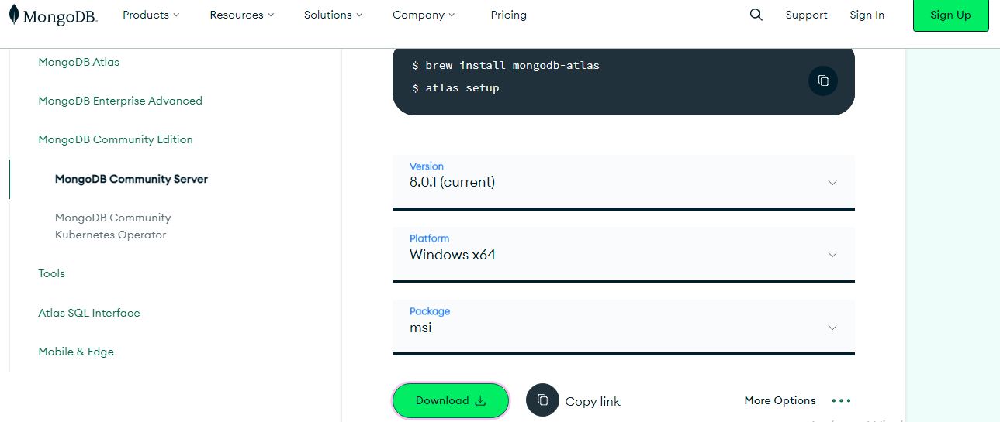 MongoDB.
Products
Resources
Solutions
Company
Pricing
Support
Sign In
Sign Up
MongoDB Atlas
MongoDB Enterprise Advanced
MongoDB Community Edition
MongoDB Community Server
MongoDB Community
Kubernetes Operator
Tools
Atlas SQL Interface
Mobile & Edge
$ brew install mongodb-atlas
$ atlas setup
Version
8.0.1 (current)
Platform
Windows x64
Package
msi
Download
Copy link
More Options